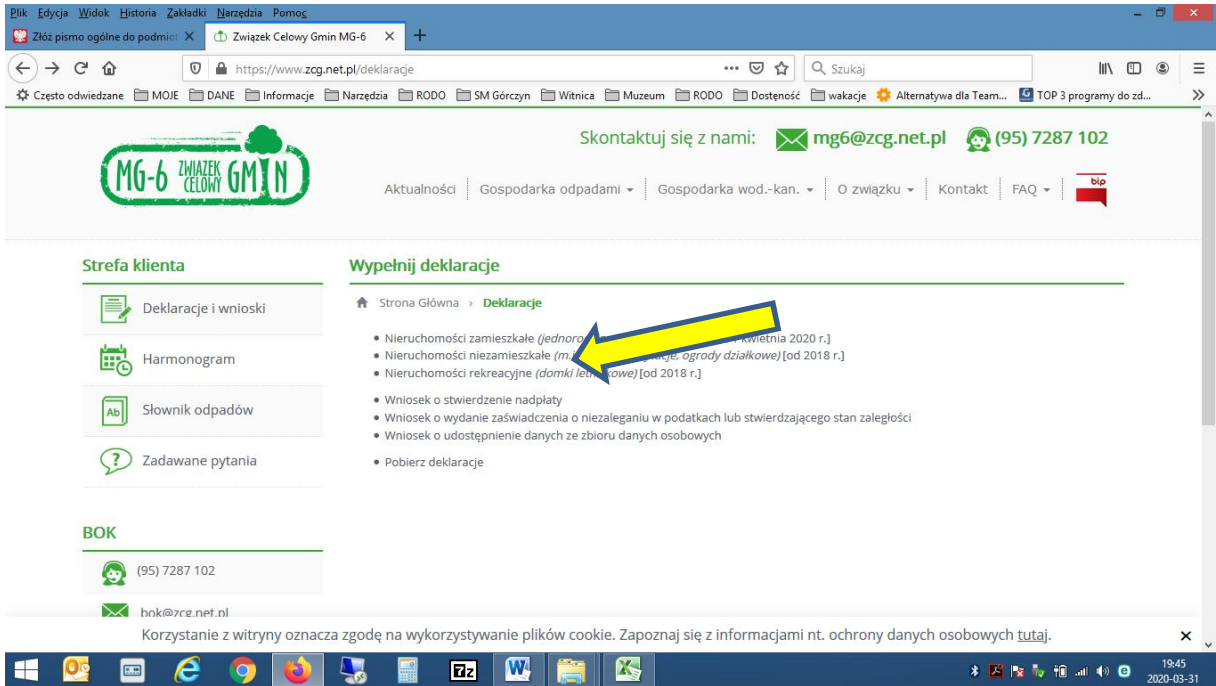 Plik Edycja Widok Historia Zakładki Narzędzia Pomoc
Złóż pismo ogólne do podmiot
Związek Celowy Gmin MG-6
https://www.zcg.net.pl/deklaracje
Szukaj
Często odwiedzane MOJE DANE Informacje Narzędzia RODO SM Górczyn Witnica Muzeum RODO Dostęność wakacje Alternatywa dla Team... TOP 3 programy do zd...
MG-6 ZWIĄZEK CELOWY GMIN
Skontaktuj się z nami: mg6@zcg.net.pl (95) 7287 102
Aktualności Gospodarka odpadami Gospodarka wod.-kan. O związku Kontakt FAQ bip
Strefa klienta
Deklaracje i wnioski
Harmonogram
Ab Słownik odpadów
? Zadawane pytania
BOK
(95) 7287 102
bok@zcg.net.pl
Wypełnij deklaracje
Strona Główna › Deklaracje
• Nieruchomości zamieszkałe kwietnia 2020 r.]
• Nieruchomości niezamieszkałe ogrody działkowe) [od 2018 r.]
• Nieruchomości rekreacyjne (domki letniskowe) [od 2018 r.]
• Wniosek o stwierdzenie nadpłaty
• Wniosek o wydanie zaświadczenia o niezaleganiu w podatkach lub stwierdzającego stan zaległości
• Wniosek o udostępnienie danych ze zbioru danych osobowych
• Pobierz deklaracje
Korzystanie z witryny oznacza zgodę na wykorzystywanie plików cookie. Zapoznaj się z informacjami nt. ochrony danych osobowych tutaj.
19:45
2020-03-31